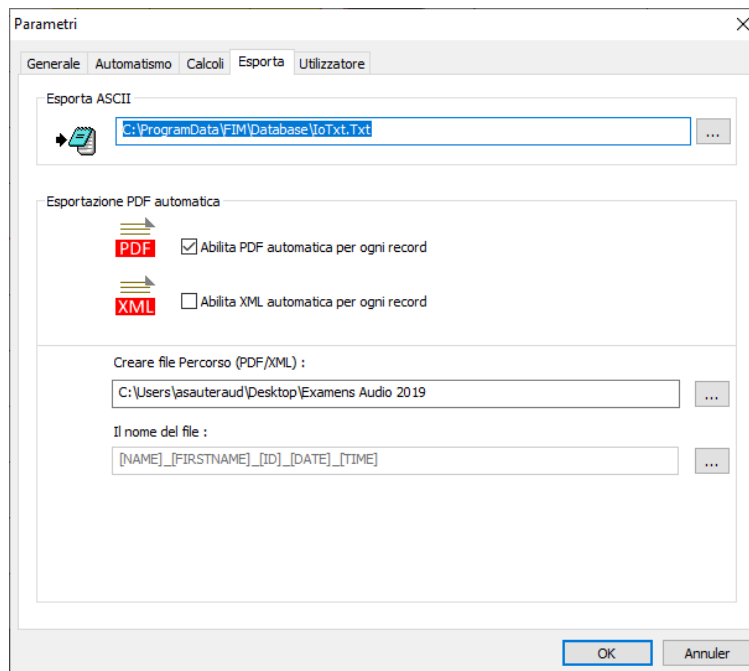 Parametri
Generale Automatismo Calcoli Esporta Utilizzatore
Esporta ASCII
C:\ProgramData\FIM\Database\IoTxt.Txt
...
Esportazione PDF automatica
PDF
Abilita PDF automatica per ogni record
XML
Abilita XML automatica per ogni record
Creare file Percorso (PDF/XML) :
C:\Users\asauteraud\Desktop\Examens Audio 2019
...
Il nome del file :
[NAME]_[FIRSTNAME]_[ID]_[DATE]_[TIME]
...
OK Annuler